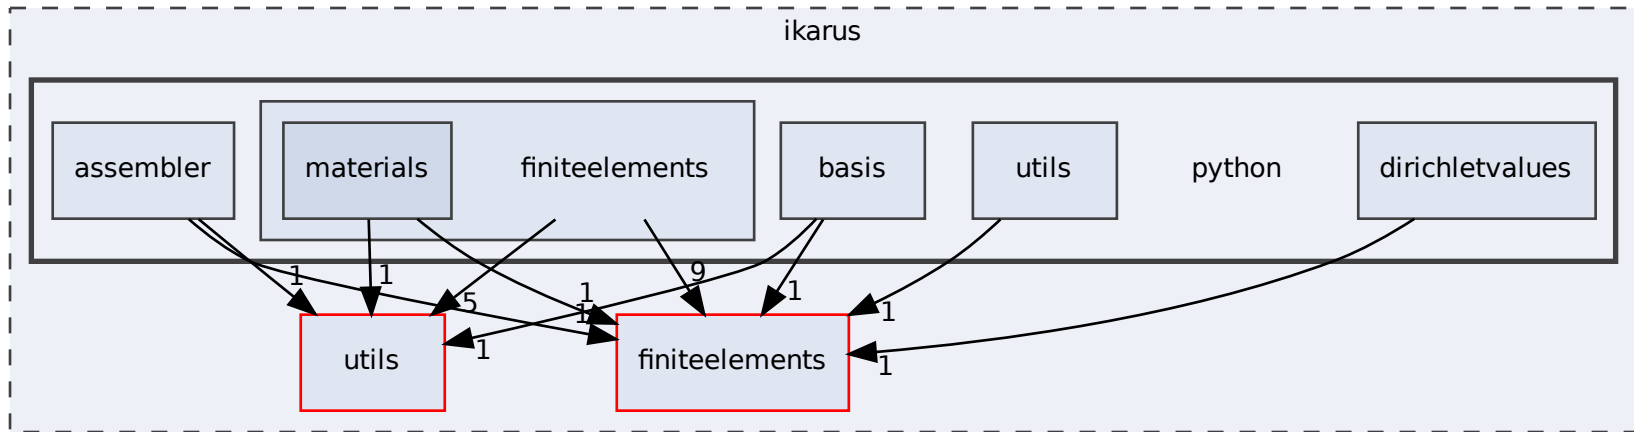 ikarus
assembler
materials
finiteelements
basis
utils
python
dirichletvalues
1
1
9
5
1
1
1
1
1
1
utils
finiteelements